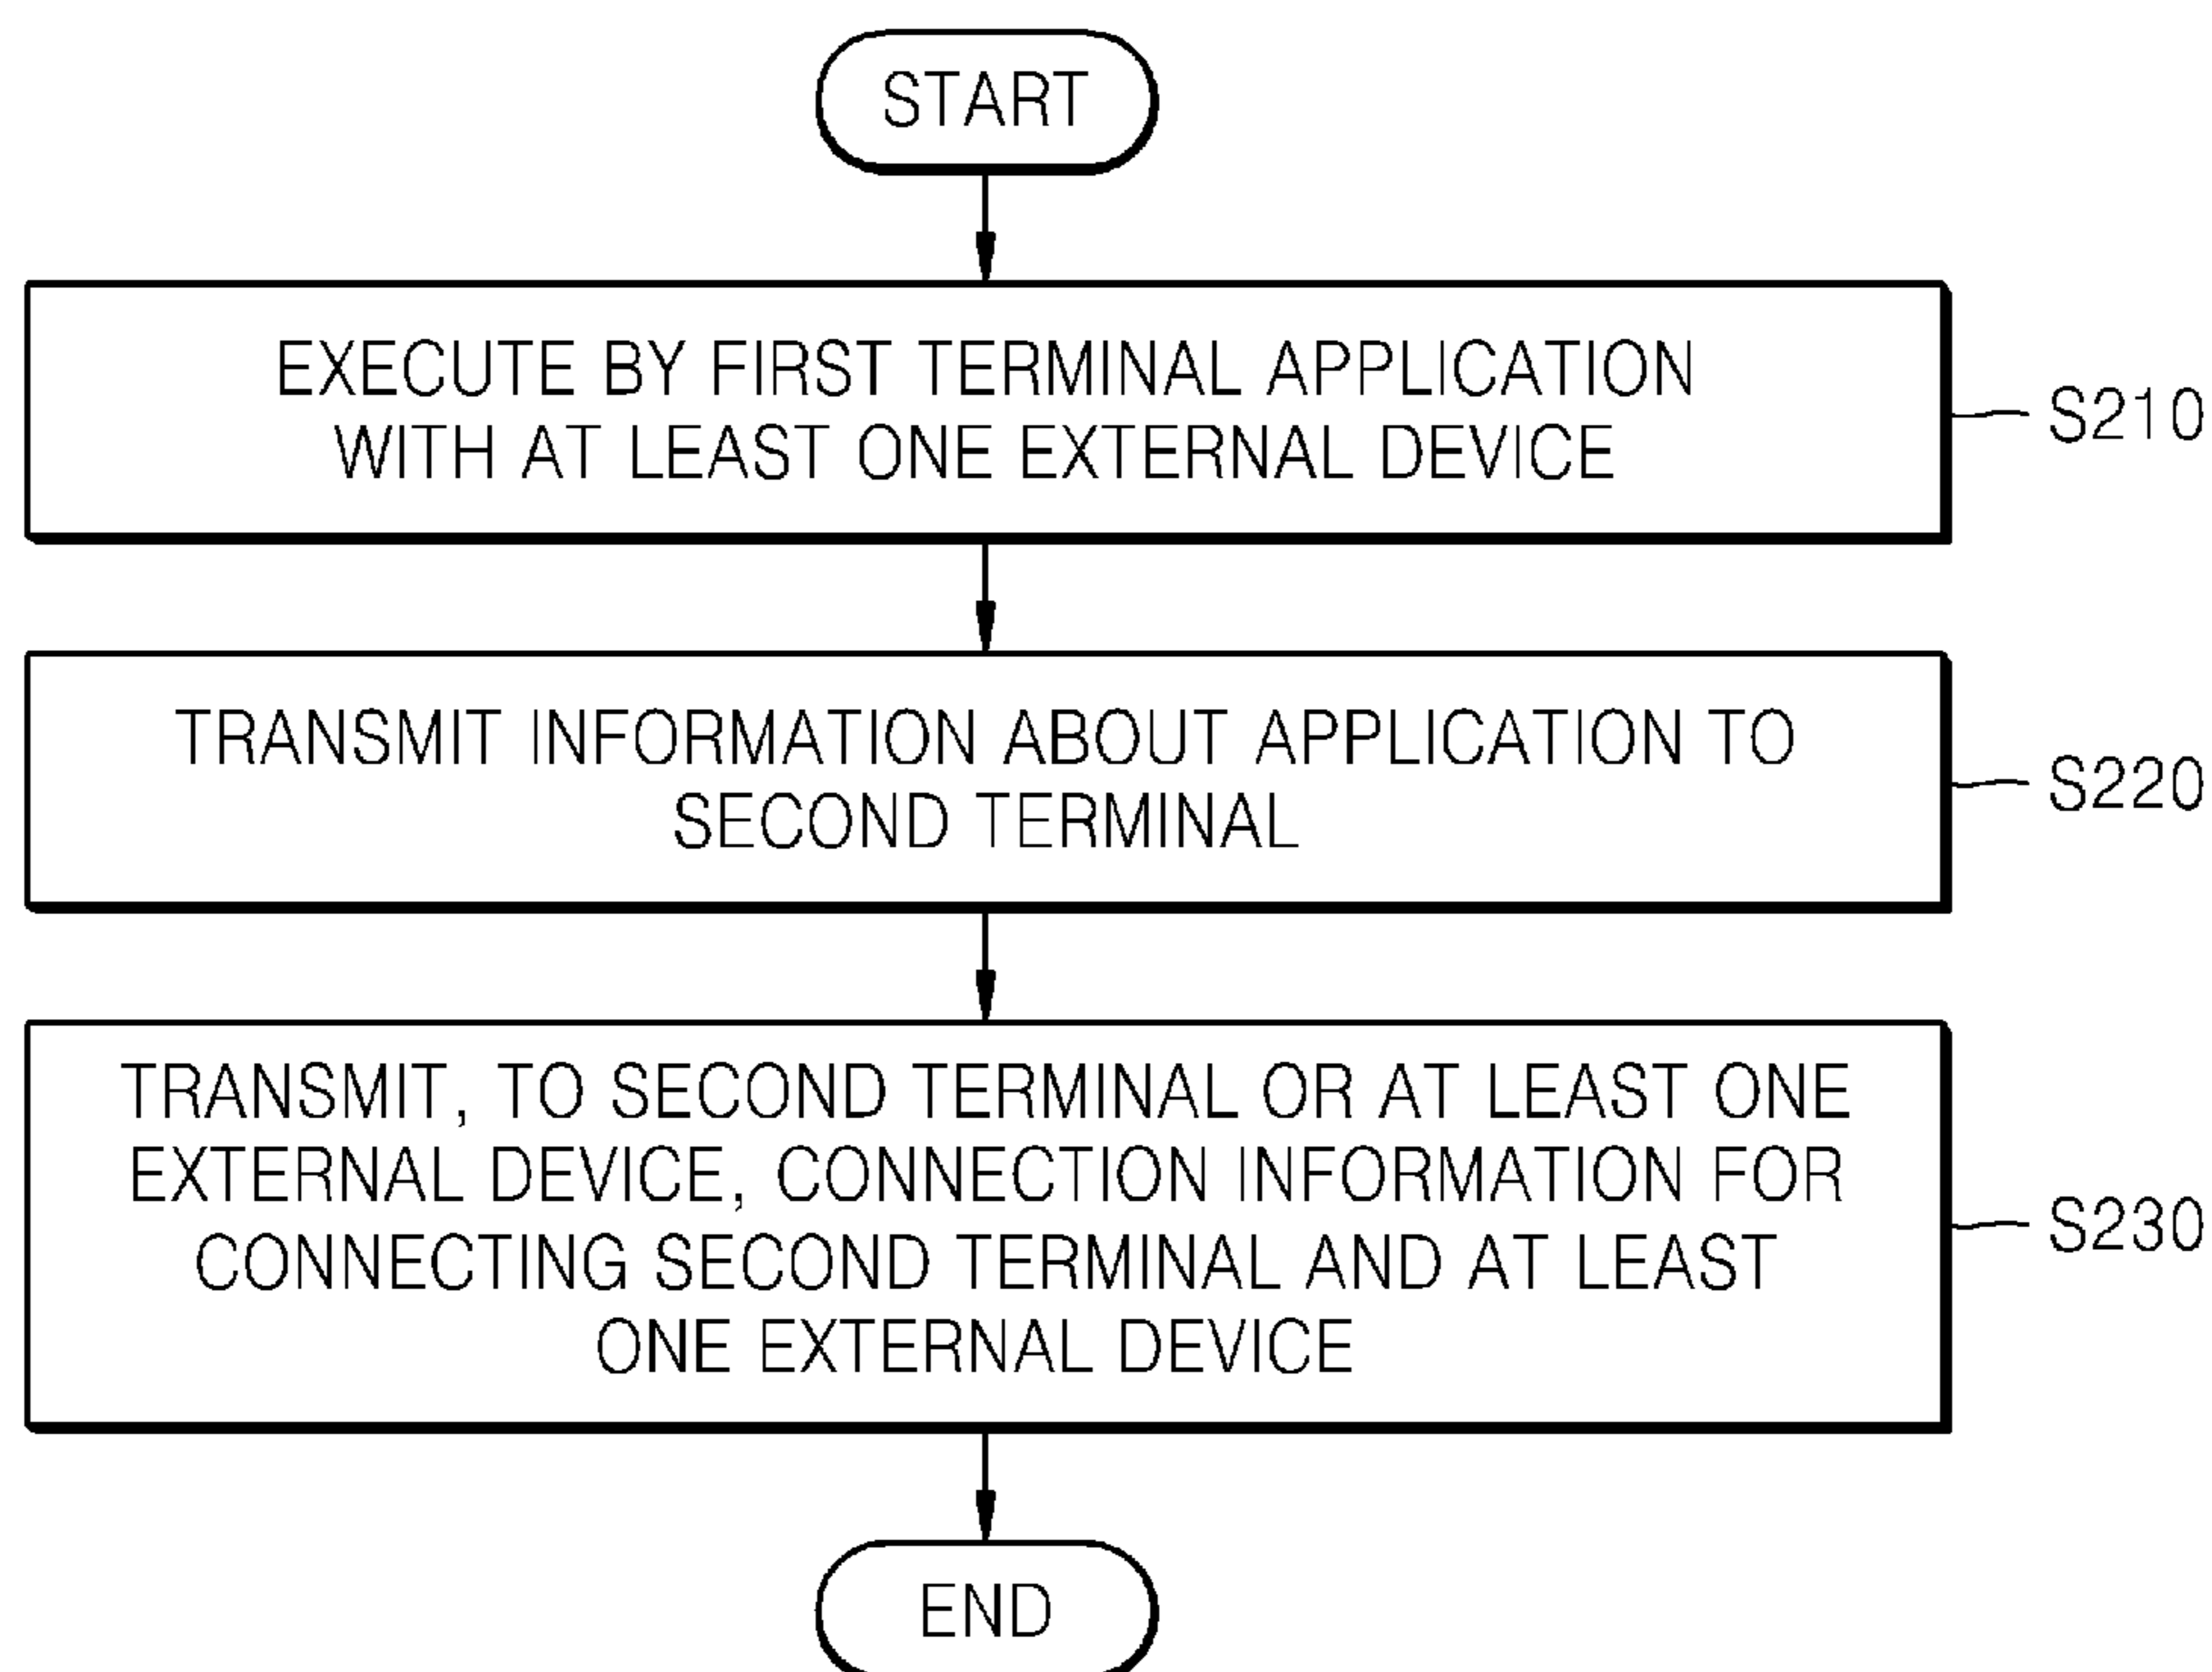 START
EXECUTE BY FIRST TERMINAL APPLICATION
WITH AT LEAST ONE EXTERNAL DEVICE
S210
TRANSMIT INFORMATION ABOUT APPLICATION TO
SECOND TERMINAL
S220
TRANSMIT, TO SECOND TERMINAL OR AT LEAST ONE
EXTERNAL DEVICE, CONNECTION INFORMATION FOR
CONNECTING SECOND TERMINAL AND AT LEAST
ONE EXTERNAL DEVICE
S230
END